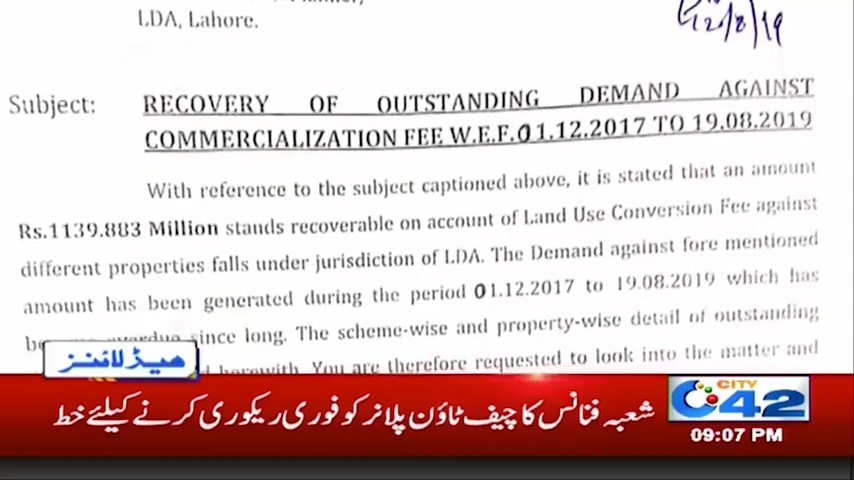 LDA, Lahore.
20/8/19
Subject: RECOVERY OF OUTSTANDING DEMAND AGAINST
COMMERCIALIZATION FEE W.E.F.01.12.2017 TO 19.08.2019
With reference to the subject captioned above, it is stated that an amount
Rs.1139.883 Million stands recoverable on account of Land Use Conversion Fee against
different properties falls under jurisdiction of LDA. The Demand against fore mentioned
amount has been generated during the period 01.12.2017 to 19.08.2019 which has
since long. The scheme-wise and property-wise detail of outstanding
herewith. You are therefore requested to look into the matter and
ہیڈلائنز
شعبہ فنانس کا چیف ٹاؤن پلانر کو فوری ریکوری کرنے کیلئے خط
CITY
42
09:07 PM